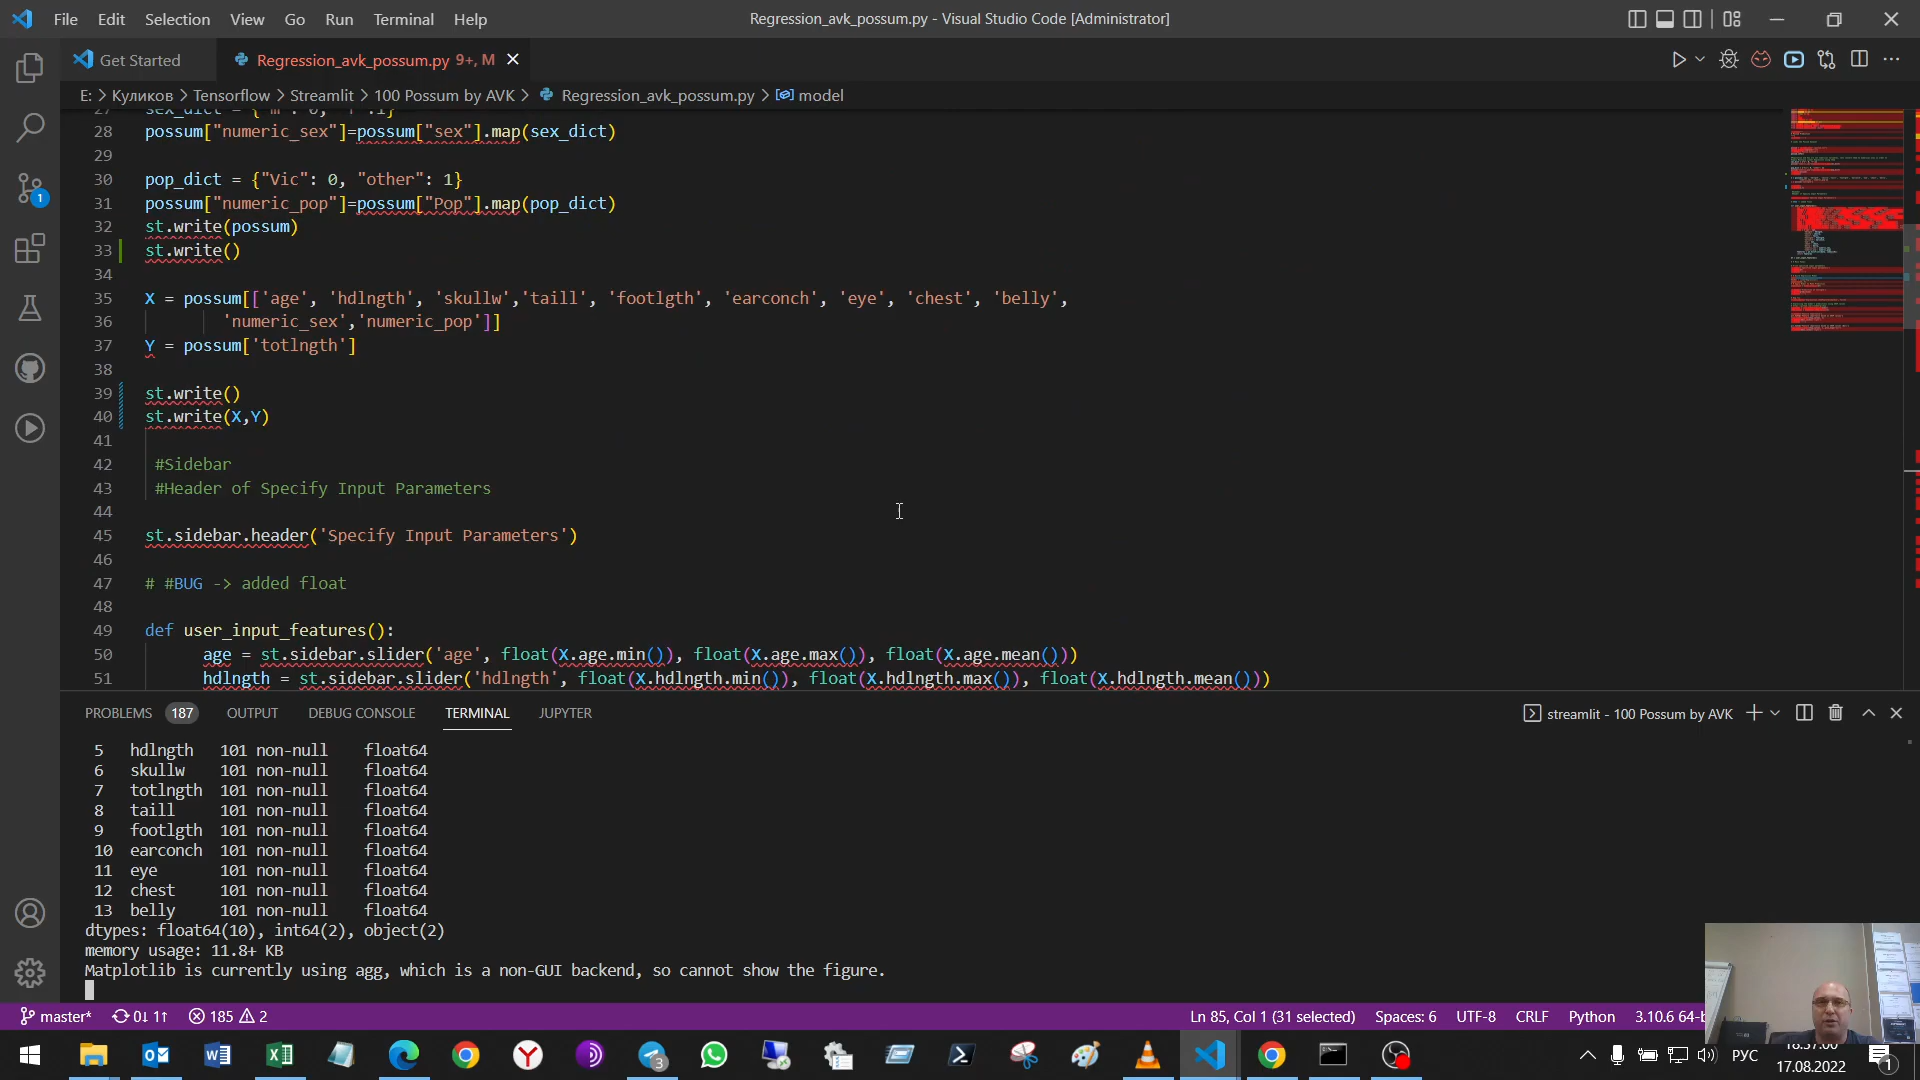 File Edit Selection View Go Run Terminal Help
Regression_avk_possum.py - Visual Studio Code [Administrator]
Get Started
Regression_avk_possum.py 9+, M
E: > Куликов > Tensorflow > Streamlit > 100 Possum by AVK > Regression_avk_possum.py > model
28 possum["numeric_sex"]=possum["sex"].map(sex_dict)
29
30 pop_dict = {"Vic": 0, "other": 1}
31 possum["numeric_pop"]=possum["Pop"].map(pop_dict)
32 st.write(possum)
33 st.write()
34
35 X = possum[['age', 'hdlngth', 'skullw','taill', 'footlgth', 'earconch', 'eye', 'chest', 'belly',
36 'numeric_sex','numeric_pop']]
37 Y = possum['totlngth']
38
39 st.write()
40 st.write(X,Y)
41
42 #Sidebar
43 #Header of Specify Input Parameters
44
45 st.sidebar.header('Specify Input Parameters')
46
47 # #BUG -> added float
48
49 def user_input_features():
50 age = st.sidebar.slider('age', float(X.age.min()), float(X.age.max()), float(X.age.mean()))
51 hdlngth = st.sidebar.slider('hdlngth', float(X.hdlngth.min()), float(X.hdlngth.max()), float(X.hdlngth.mean()))
1
PROBLEMS 187 OUTPUT DEBUG CONSOLE TERMINAL JUPYTER
streamlit - 100 Possum by AVK
5 hdlngth 101 non-null float64
6 skullw 101 non-null float64
7 totlngth 101 non-null float64
8 taill 101 non-null float64
9 footlgth 101 non-null float64
10 earconch 101 non-null float64
11 eye 101 non-null float64
12 chest 101 non-null float64
13 belly 101 non-null float64
dtypes: float64(10), int64(2), object(2)
memory usage: 11.8+ KB
Matplotlib is currently using agg, which is a non-GUI backend, so cannot show the figure.
master* 0↓ 1↑ 185 2
Ln 85, Col 1 (31 selected) Spaces: 6 UTF-8 CRLF Python 3.10.6 64-b
3
РУС
17.08.2022
1